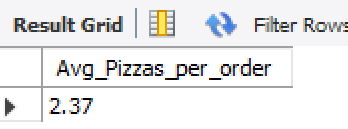 Result Grid Filter Rows
Avg_Pizzas_per_order
2.37